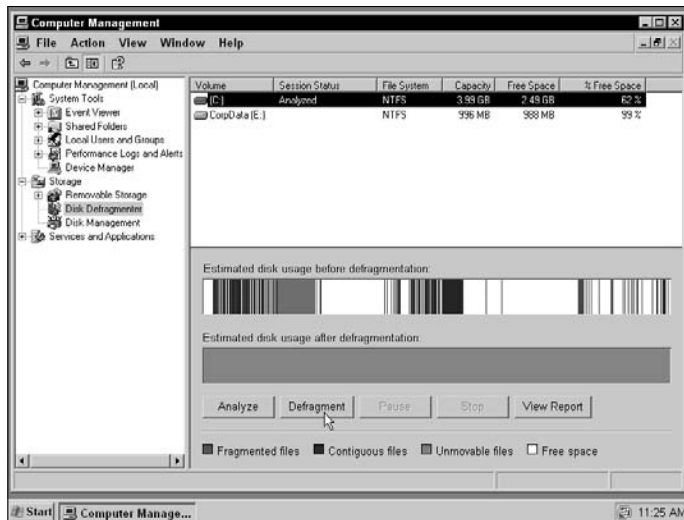 Computer Management
File Action View Window Help
Computer Management (Local)
System Tools
Event Viewer
Shared Folders
Local Users and Groups
Performance Logs and Alerts
Device Manager
Storage
Removable Storage
Disk Defragmenter
Disk Management
Services and Applications
Volume Session Status File System Capacity Free Space % Free Space
(C:) Analyzed NTFS 3.99 GB 2.49 GB 62 %
CorpData (E:) NTFS 996 MB 988 MB 99 %
Estimated disk usage before defragmentation:
Estimated disk usage after defragmentation:
Analyze Defragment Pause Stop View Report
Fragmented files Contiguous files Unmovable files Free space
Start Computer Manage... 11:25 AM